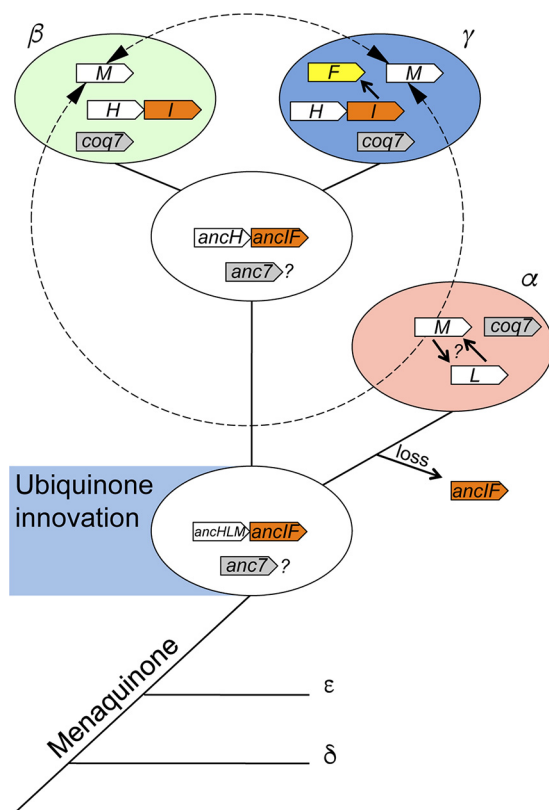 β
γ
M
F
M
H I
H I
coq7
coq7
ancH ancIF
anc7 ?
α
M
coq7
?
L
loss
ancIF
Ubiquinone
innovation
ancHLM ancIF
anc7 ?
Menaquinone
ε
δ